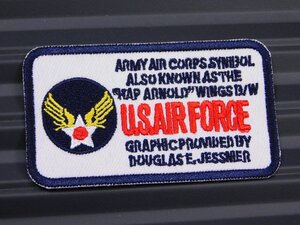 ARMY AIR CORPS SYMBOL
ALSO KNOWN AS THE
"HAP ARNOLD" WINGS B/W
U.S. AIR FORCE
GRAPHIC PROVIDED BY
DOUGLAS E. JESSMER